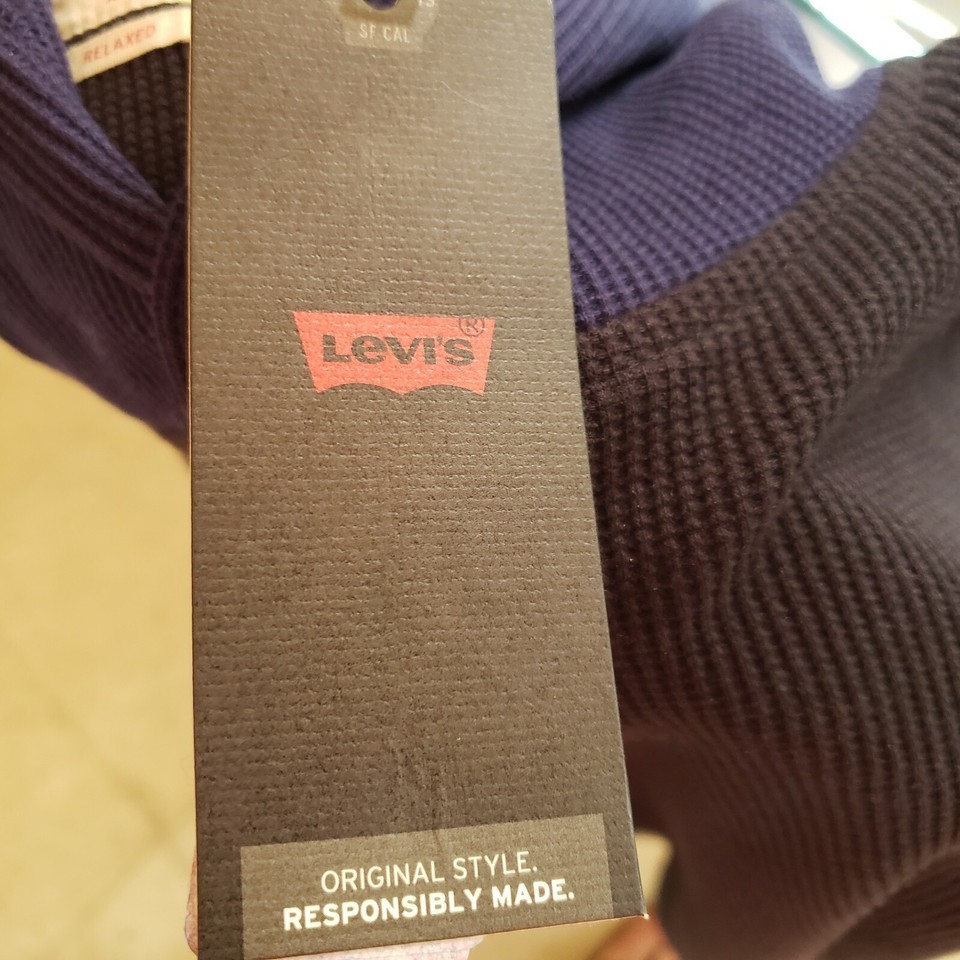 RELAXED
SF CAL
LEVI'S®
ORIGINAL STYLE.
RESPONSIBLY MADE.